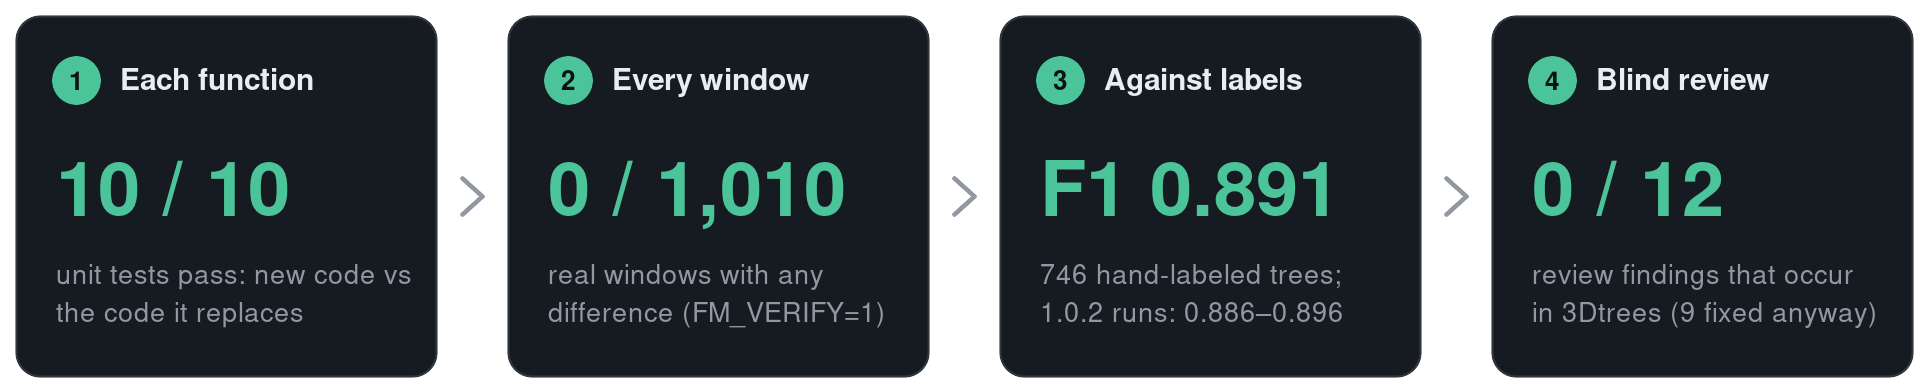 1 Each function
10 / 10
unit tests pass: new code vs
the code it replaces
2 Every window
0 / 1,010
real windows with any
difference (FM_VERIFY=1)
3 Against labels
F1 0.891
746 hand-labeled trees;
1.0.2 runs: 0.886–0.896
4 Blind review
0 / 12
review findings that occur
in 3Dtrees (9 fixed anyway)